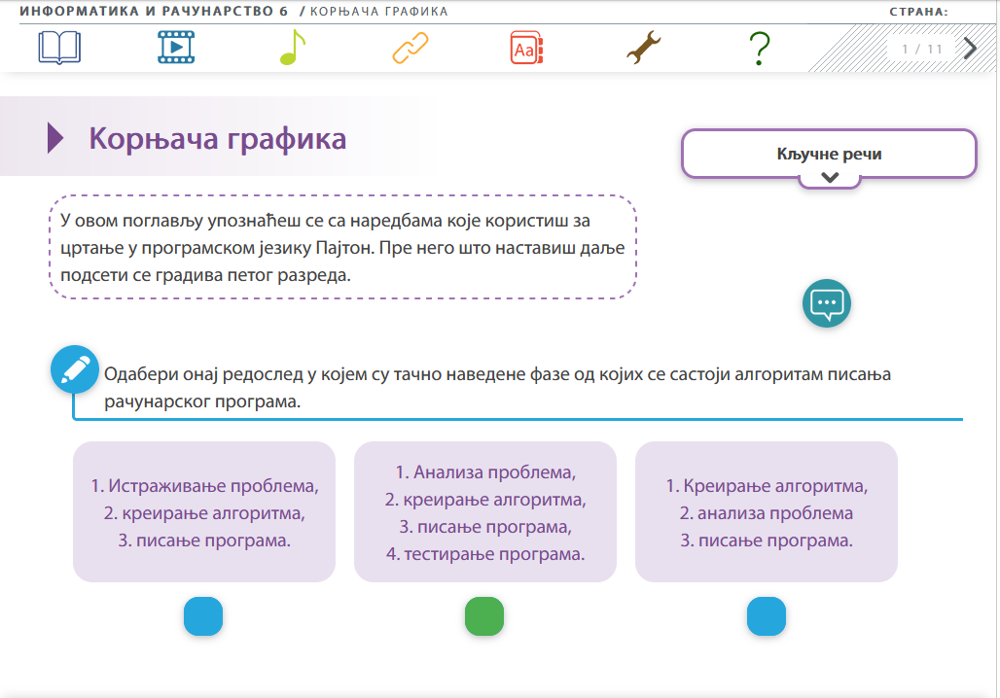 ИНФОРМАТИКА И РАЧУНАРСТВО 6 / КОРЊАЧА ГРАФИКА
СТРАНА:
Aa
?
1 / 11
Корњача графика
Кључне речи
У овом поглављу упознаћеш се са наредбама које користиш за
цртање у програмском језику Пајтон. Пре него што наставиш даље
подсети се градива петог разреда.
Одабери онај редослед у којем су тачно наведене фазе од којих се састоји алгоритам писања
рачунарског програма.
1. Истраживање проблема,
2. креирање алгоритма,
3. писање програма.
1. Анализа проблема,
2. креирање алгоритма,
3. писање програма,
4. тестирање програма.
1. Креирање алгоритма,
2. анализа проблема
3. писање програма.